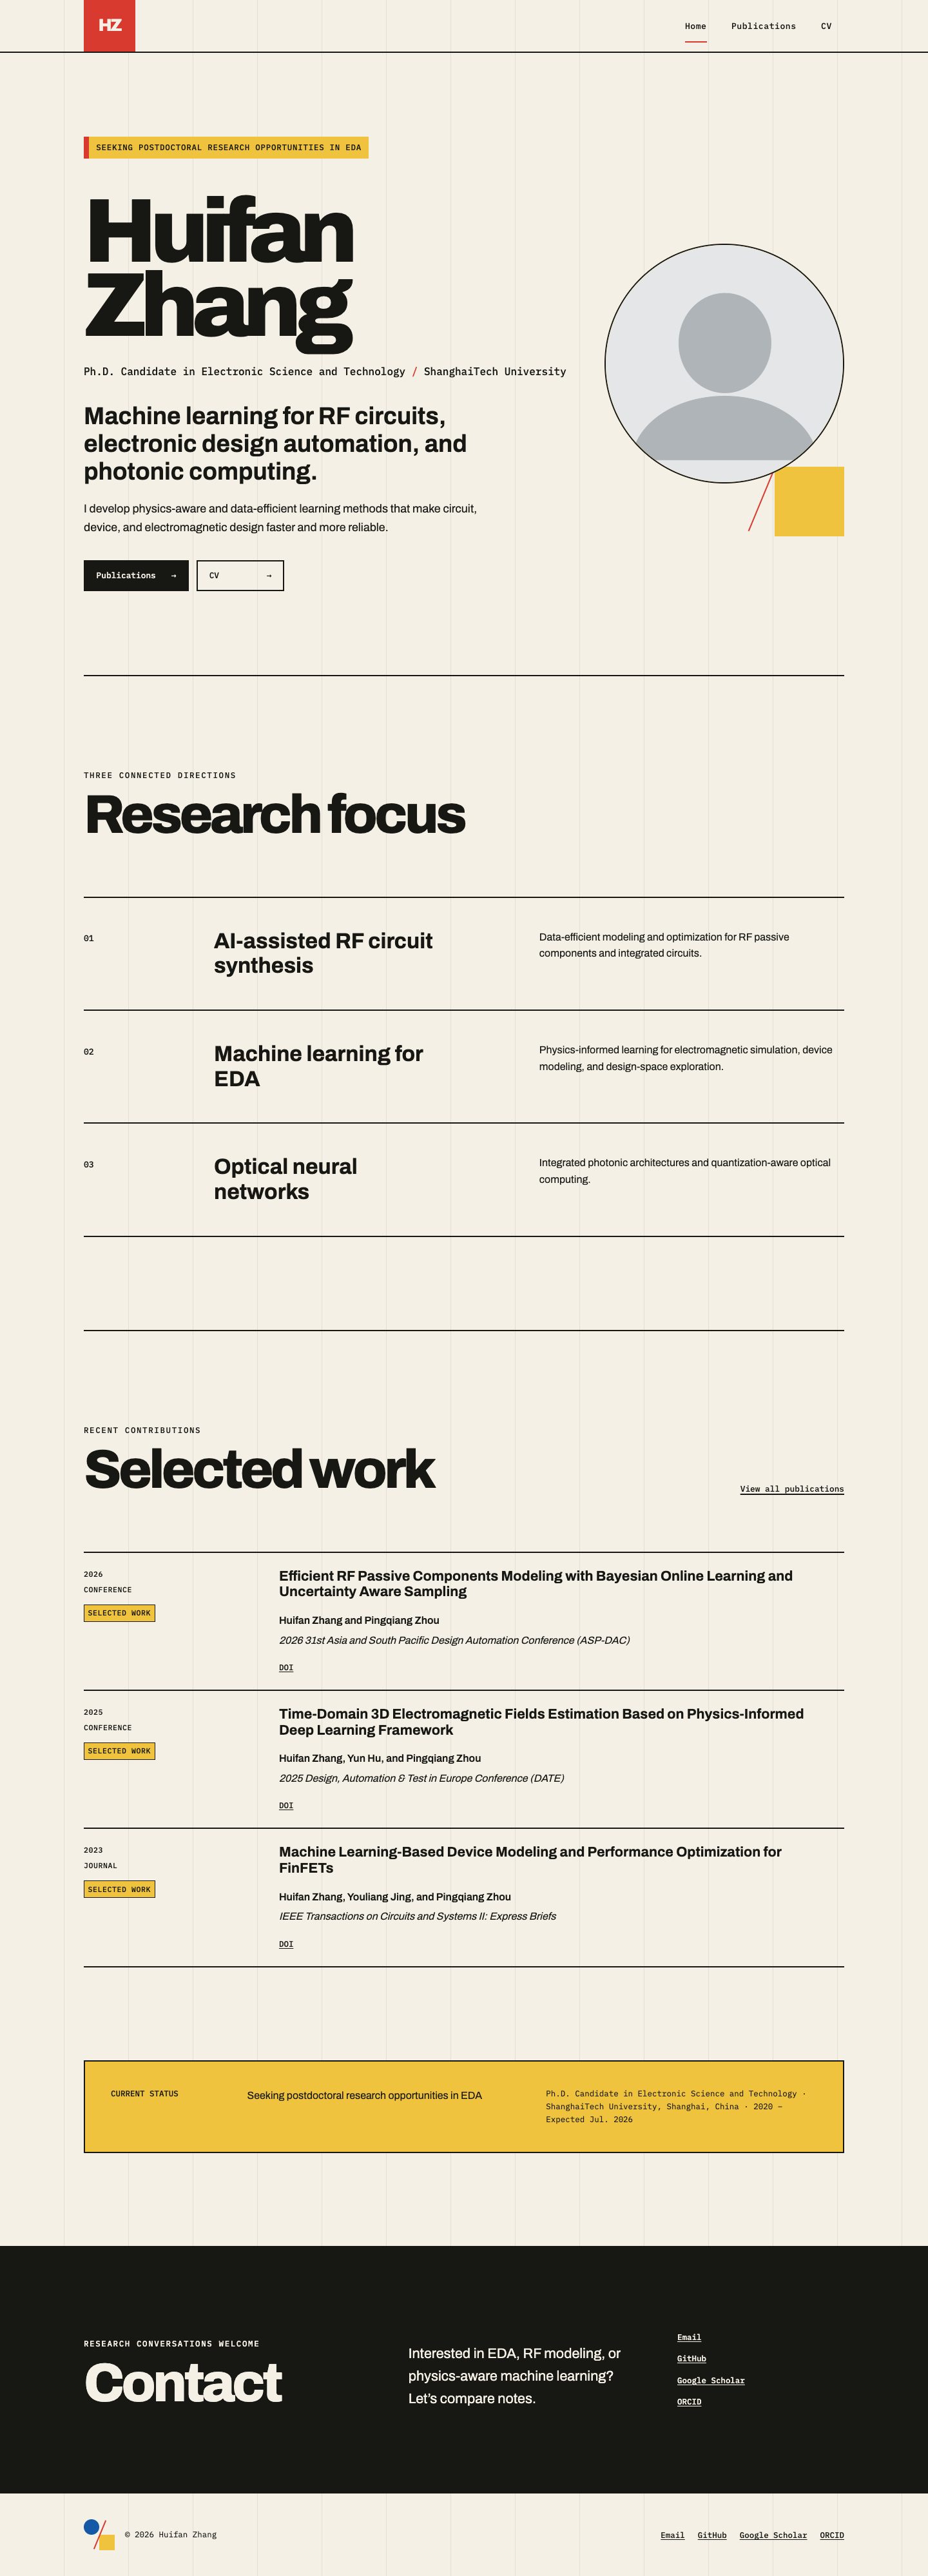 HZ
Home Publications CV
SEEKING POSTDOCTORAL RESEARCH OPPORTUNITIES IN EDA
Huifan
Zhang
Ph.D. Candidate in Electronic Science and Technology / ShanghaiTech University
Machine learning for RF circuits,
electronic design automation, and
photonic computing.
I develop physics-aware and data-efficient learning methods that make circuit,
device, and electromagnetic design faster and more reliable.
Publications →
CV →
THREE CONNECTED DIRECTIONS
Research focus
01
AI-assisted RF circuit
synthesis
Data-efficient modeling and optimization for RF passive
components and integrated circuits.
02
Machine learning for
EDA
Physics-informed learning for electromagnetic simulation, device
modeling, and design-space exploration.
03
Optical neural
networks
Integrated photonic architectures and quantization-aware optical
computing.
RECENT CONTRIBUTIONS
Selected work
View all publications
2026
CONFERENCE
SELECTED WORK
Efficient RF Passive Components Modeling with Bayesian Online Learning and
Uncertainty Aware Sampling
Huifan Zhang and Pingqiang Zhou
2026 31st Asia and South Pacific Design Automation Conference (ASP-DAC)
DOI
2025
CONFERENCE
SELECTED WORK
Time-Domain 3D Electromagnetic Fields Estimation Based on Physics-Informed
Deep Learning Framework
Huifan Zhang, Yun Hu, and Pingqiang Zhou
2025 Design, Automation & Test in Europe Conference (DATE)
DOI
2023
JOURNAL
SELECTED WORK
Machine Learning-Based Device Modeling and Performance Optimization for
FinFETs
Huifan Zhang, Youliang Jing, and Pingqiang Zhou
IEEE Transactions on Circuits and Systems II: Express Briefs
DOI
CURRENT STATUS
Seeking postdoctoral research opportunities in EDA
Ph.D. Candidate in Electronic Science and Technology ·
ShanghaiTech University, Shanghai, China · 2020 –
Expected Jul. 2026
RESEARCH CONVERSATIONS WELCOME
Contact
Interested in EDA, RF modeling, or
physics-aware machine learning?
Let’s compare notes.
Email
GitHub
Google Scholar
ORCID
© 2026 Huifan Zhang
Email GitHub Google Scholar ORCID